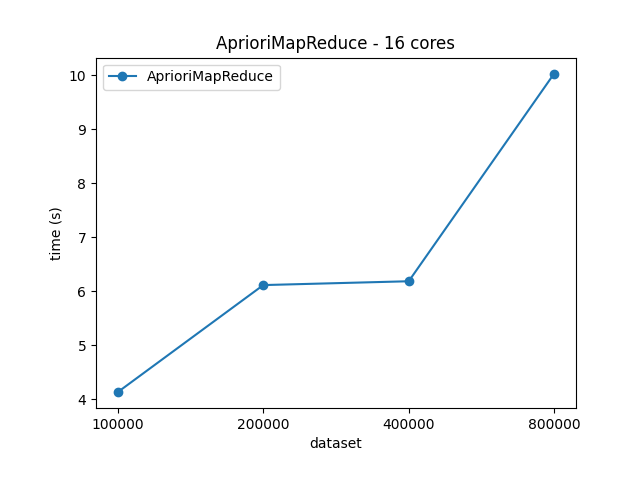 AprioriMapReduce - 16 cores
AprioriMapReduce
10
9
8
7
6
5
4
time (s)
100000 200000 400000 800000
dataset